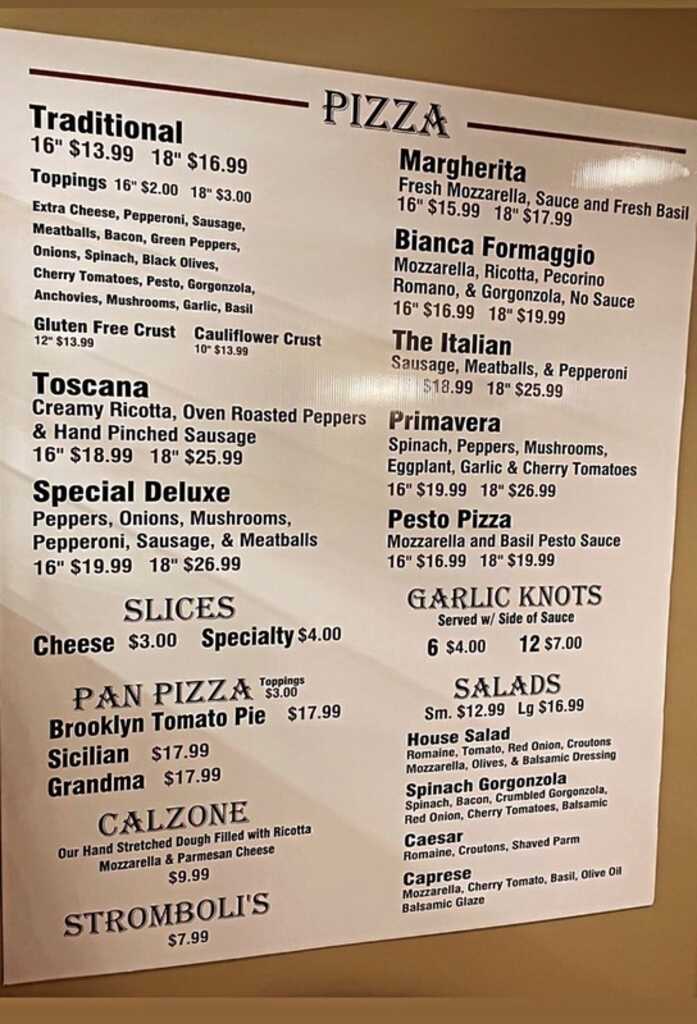 PIZZA
Traditional
16" $13.99 18" $16.99
Toppings 16" $2.00 18" $3.00
Extra Cheese, Pepperoni, Sausage,
Meatballs, Bacon, Green Peppers,
Onions, Spinach, Black Olives,
Cherry Tomatoes, Pesto, Gorgonzola,
Anchovies, Mushrooms, Garlic, Basil
Gluten Free Crust Cauliflower Crust
12" $13.99 10" $13.99
Toscana
Creamy Ricotta, Oven Roasted Peppers
& Hand Pinched Sausage
16" $18.99 18" $25.99
Special Deluxe
Peppers, Onions, Mushrooms,
Pepperoni, Sausage, & Meatballs
16" $19.99 18" $26.99
SLICES
Cheese $3.00 Specialty $4.00
PAN PIZZA Toppings
$3.00
Brooklyn Tomato Pie $17.99
Sicilian $17.99
Grandma $17.99
CALZONE
Our Hand Stretched Dough Filled with Ricotta
Mozzarella & Parmesan Cheese
$9.99
STROMBOLI'S
$7.99
Margherita
Fresh Mozzarella, Sauce and Fresh Basil
16" $15.99 18" $17.99
Bianca Formaggio
Mozzarella, Ricotta, Pecorino
Romano, & Gorgonzola, No Sauce
16" $16.99 18" $19.99
The Italian
Sausage, Meatballs, & Pepperoni
$18.99 18" $25.99
Primavera
Spinach, Peppers, Mushrooms,
Eggplant, Garlic & Cherry Tomatoes
16" $19.99 18" $26.99
Pesto Pizza
Mozzarella and Basil Pesto Sauce
16" $16.99 18" $19.99
GARLIC KNOTS
Served w/ Side of Sauce
6 $4.00 12 $7.00
SALADS
Sm. $12.99 Lg $16.99
House Salad
Romaine, Tomato, Red Onion, Croutons
Mozzarella, Olives, & Balsamic Dressing
Spinach Gorgonzola
Spinach, Bacon, Crumbled Gorgonzola,
Red Onion, Cherry Tomatoes, Balsamic
Caesar
Romaine, Croutons, Shaved Parm
Caprese
Mozzarella, Cherry Tomato, Basil, Olive Oil
Balsamic Glaze